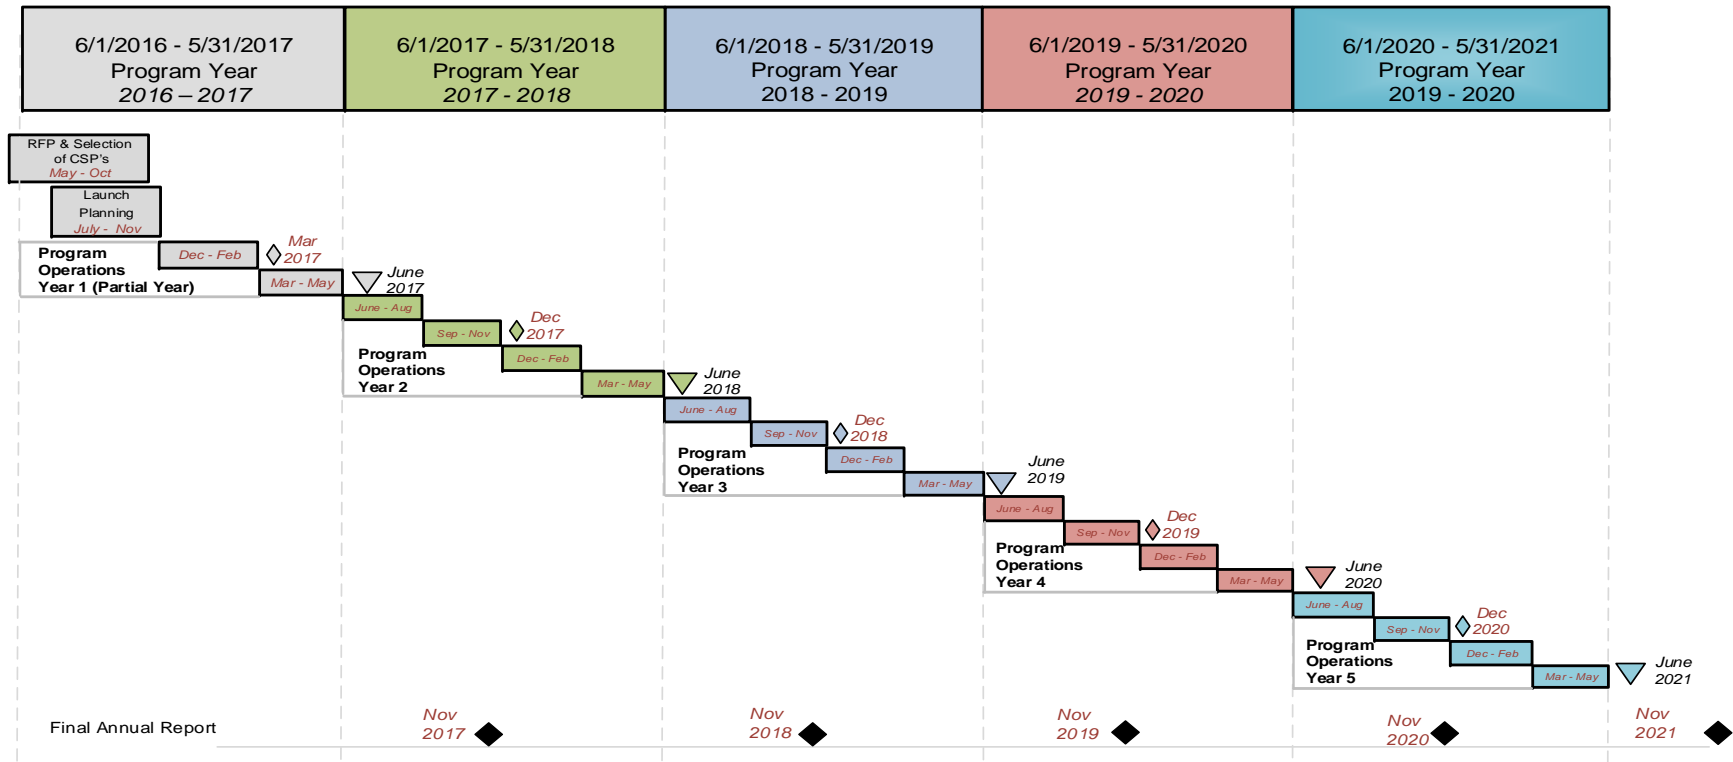 6/1/2016 - 5/31/2017
Program Year
2016 – 2017
6/1/2017 - 5/31/2018
Program Year
2017 - 2018
6/1/2018 - 5/31/2019
Program Year
2018 - 2019
6/1/2019 - 5/31/2020
Program Year
2019 - 2020
6/1/2020 - 5/31/2021
Program Year
2019 - 2020
RFP & Selection
of CSP's
May - Oct
Launch
Planning
July - Nov
Program
Operations
Year 1 (Partial Year)
Dec - Feb
Mar
2017
Mar - May
June
2017
June - Aug
Sep - Nov
Dec
2017
Program
Operations
Year 2
Dec - Feb
Mar - May
June
2018
June - Aug
Sep - Nov
Dec
2018
Program
Operations
Year 3
Dec - Feb
Mar - May
June
2019
June - Aug
Sep - Nov
Dec
2019
Program
Operations
Year 4
Dec - Feb
Mar - May
June
2020
June - Aug
Sep - Nov
Dec
2020
Program
Operations
Year 5
Dec - Feb
Mar - May
June
2021
Final Annual Report
Nov
2017
Nov
2018
Nov
2019
Nov
2020
Nov
2021